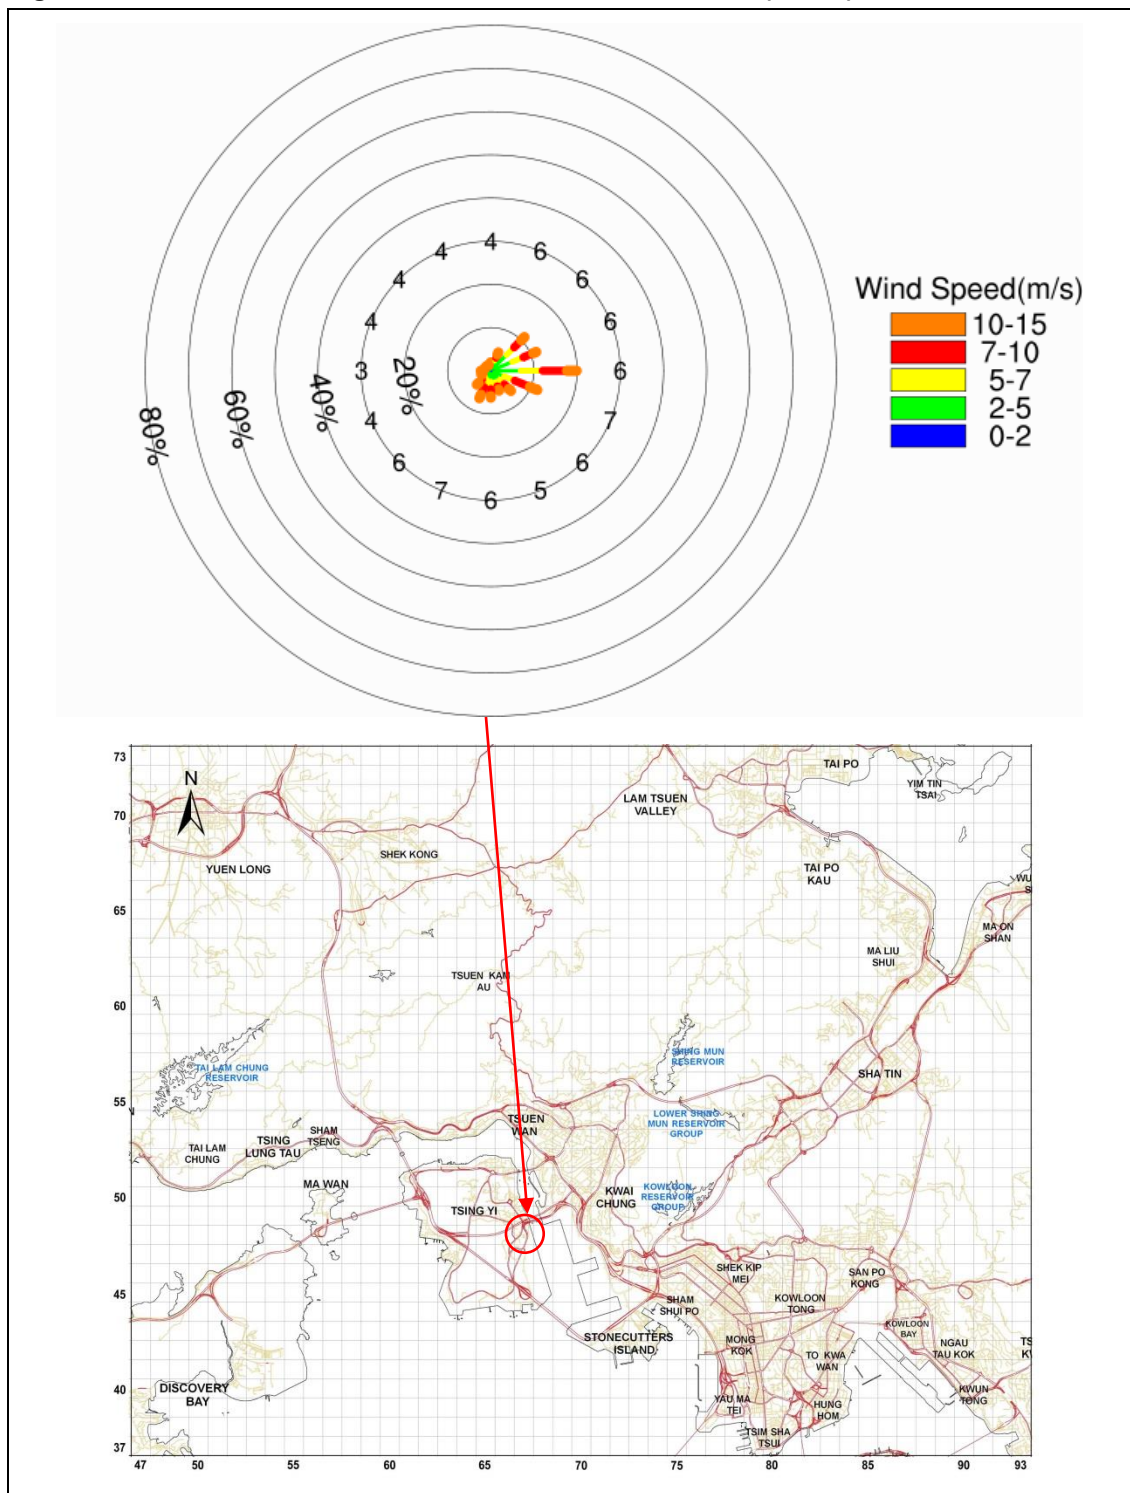 4
4
6
4
6
4
6
3
6
4
7
6
6
7
5
6
20%
40%
60%
80%
Wind Speed(m/s)
10-15
7-10
5-7
2-5
0-2
N
73
70
65
60
55
50
45
40
37
47
50
55
60
65
70
75
80
85
90
93
TAI PO
YIM TIN
TSAI
LAM TSUEN
VALLEY
YUEN LONG
SHEK KONG
TAI PO
KAU
WU
S
MA ON
SHAN
MA LIU
SHUI
TSUEN KAM
AU
TAI LAM CHUNG
RESERVOIR
SHING MUN
RESERVOIR
SHA TIN
LOWER SHING
MUN RESERVOIR
GROUP
TSUEN
WAN
SHAM
TSENG
TSING
LUNG TAU
TAI LAM
CHUNG
MA WAN
KWAI
CHUNG
KOWLOON
RESERVOIR
GROUP
TSING YI
SHEK KIP
MEI
SAN PO
KONG
KOWLOON
TONG
SHAM
SHUI PO
KOWLOON
BAY
STONECUTTERS
ISLAND
MONG
KOK
NGAU
TAU KOK
TO KWA
WAN
DISCOVERY
BAY
KWUN
TONG
YAU MA
TEI
HUNG
HOM
TSIM SHA
TSUI